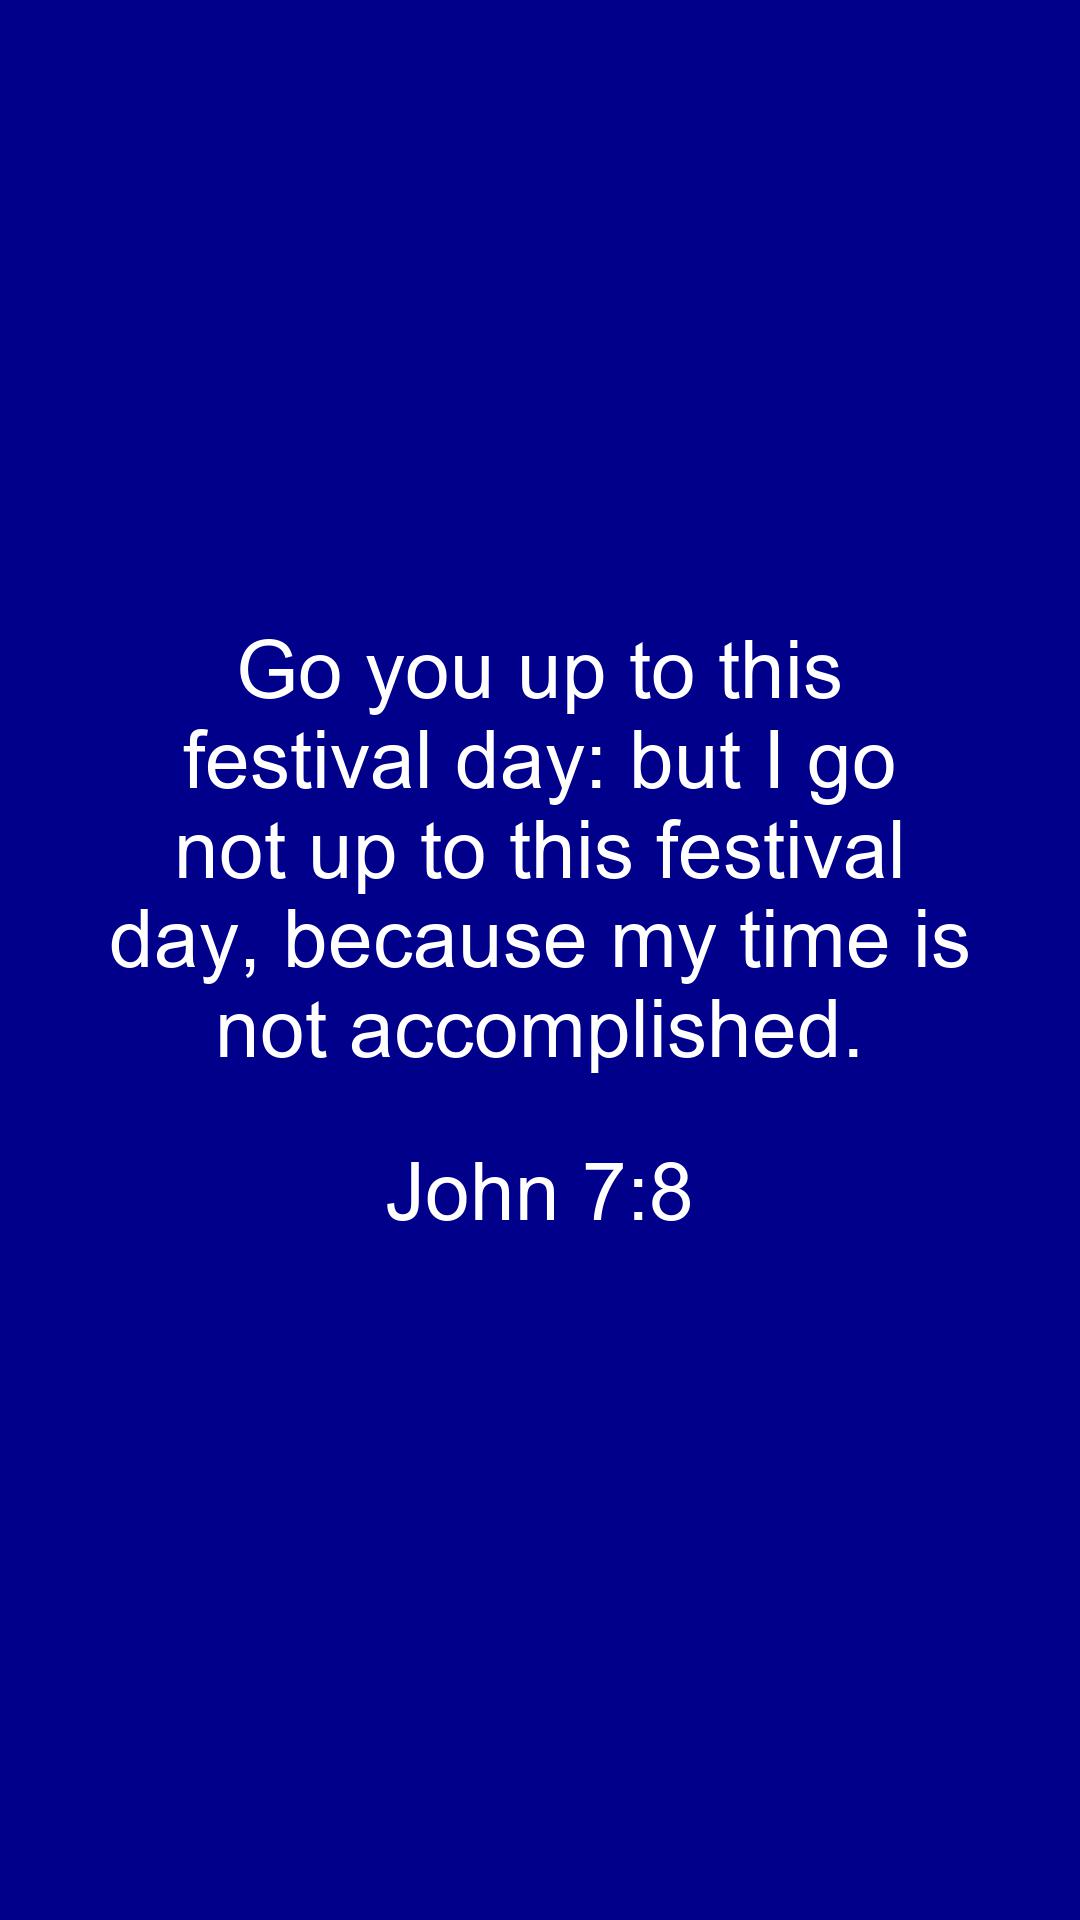 Go you up to this
festival day: but I go
not up to this festival
day, because my time is
not accomplished.
John 7:8